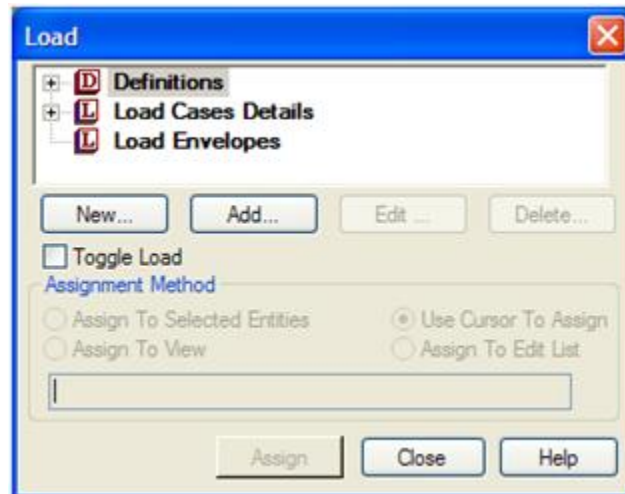 Load
D Definitions
L Load Cases Details
L Load Envelopes
New... Add... Edit ... Delete...
Toggle Load
Assignment Method
Assign To Selected Entities Use Cursor To Assign
Assign To View Assign To Edit List
Assign Close Help